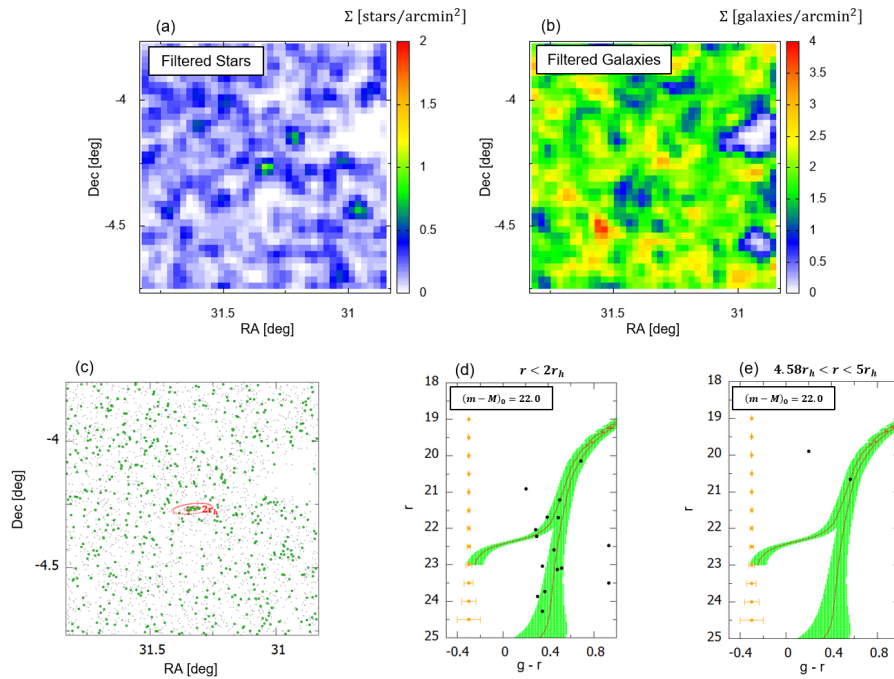 (a)
Σ [stars/arcmin²]
Filtered Stars
2
1.5
1
0.5
0
-4
-4.5
Dec [deg]
31.5
31
RA [deg]
(b)
Σ [galaxies/arcmin²]
Filtered Galaxies
4
3.5
3
2.5
2
1.5
1
0.5
0
-4
-4.5
Dec [deg]
31.5
31
RA [deg]
(c)
-4
-4.5
Dec [deg]
2r_h
31.5
31
RA [deg]
(d)
r < 2r_h
(m − M)₀ = 22.0
18
19
20
21
22
23
24
25
r
-0.4
0
0.4
0.8
g - r
(e)
4.58r_h < r < 5r_h
(m − M)₀ = 22.0
18
19
20
21
22
23
24
25
r
-0.4
0
0.4
0.8
g - r